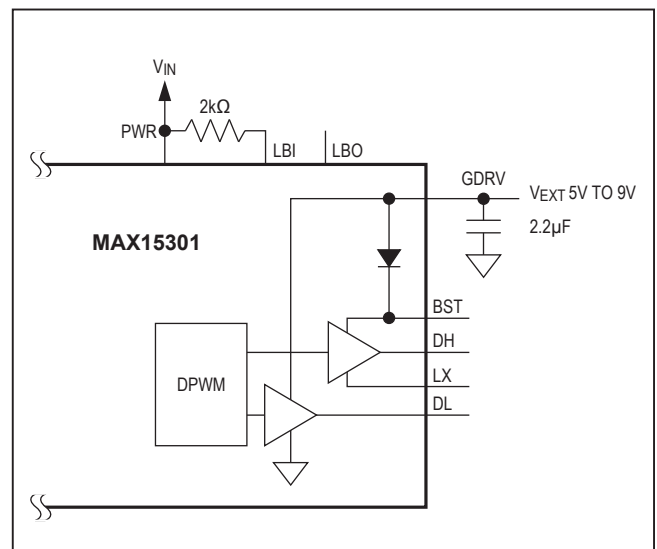 VIN
2kΩ
PWR
LBI
LBO
GDRV
VEXT 5V TO 9V
2.2µF
MAX15301
BST
DH
LX
DL
DPWM